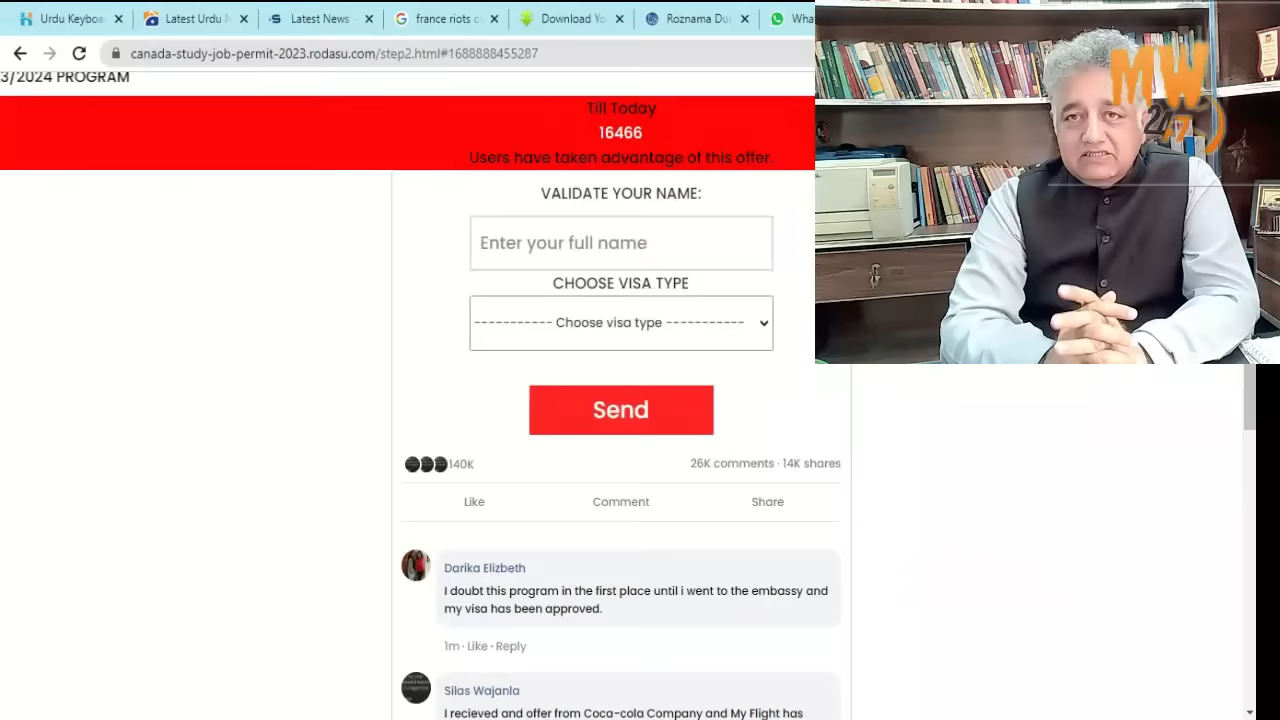 Urdu Keyboa
Latest Urdu N
Latest News -
france riots c
Download Yo
Roznama Du
Wha
canada-study-job-permit-2023.rodasu.com/step2.html#1688888455287
3/2024 PROGRAM
Till Today
16466
Users have taken advantage of this offer.
VALIDATE YOUR NAME:
Enter your full name
CHOOSE VISA TYPE
----------- Choose visa type -----------
Send
140K
26K comments · 14K shares
Like Comment Share
Darika Elizbeth
I doubt this program in the first place until i went to the embassy and
my visa has been approved.
1m · Like · Reply
Silas Wajanla
I recieved and offer from Coca-cola Company and My Flight has
MW
24/7